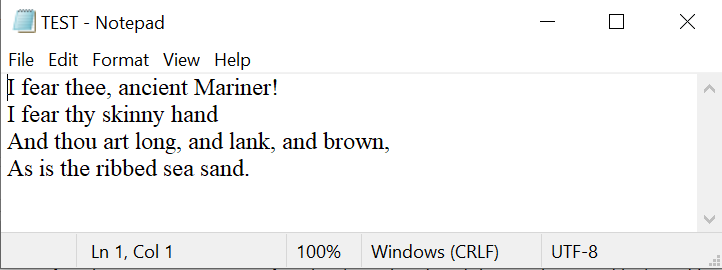 TEST - Notepad
File Edit Format View Help
I fear thee, ancient Mariner!
I fear thy skinny hand
And thou art long, and lank, and brown,
As is the ribbed sea sand.
Ln 1, Col 1 100% Windows (CRLF) UTF-8